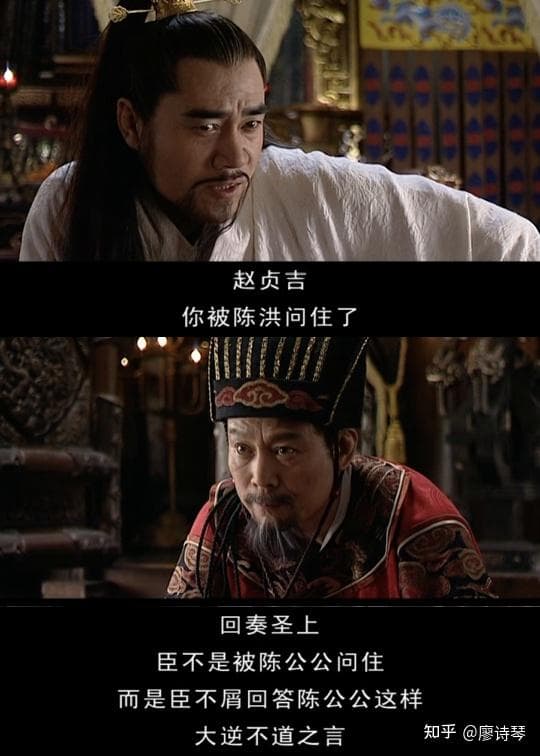 赵贞吉
你被陈洪问住了
回奏圣上
臣不是被陈公公问住
而是臣不屑回答陈公公这样
大逆不道之言
知乎 @廖诗琴